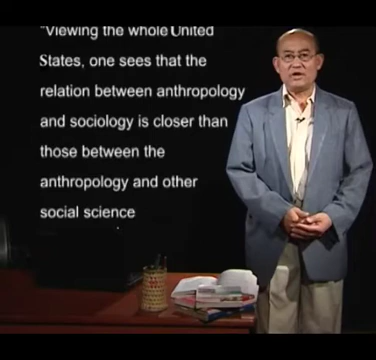 "Viewing the whole United
States, one sees that the
relation between anthropology
and sociology is closer than
those between the
anthropology and other
social science